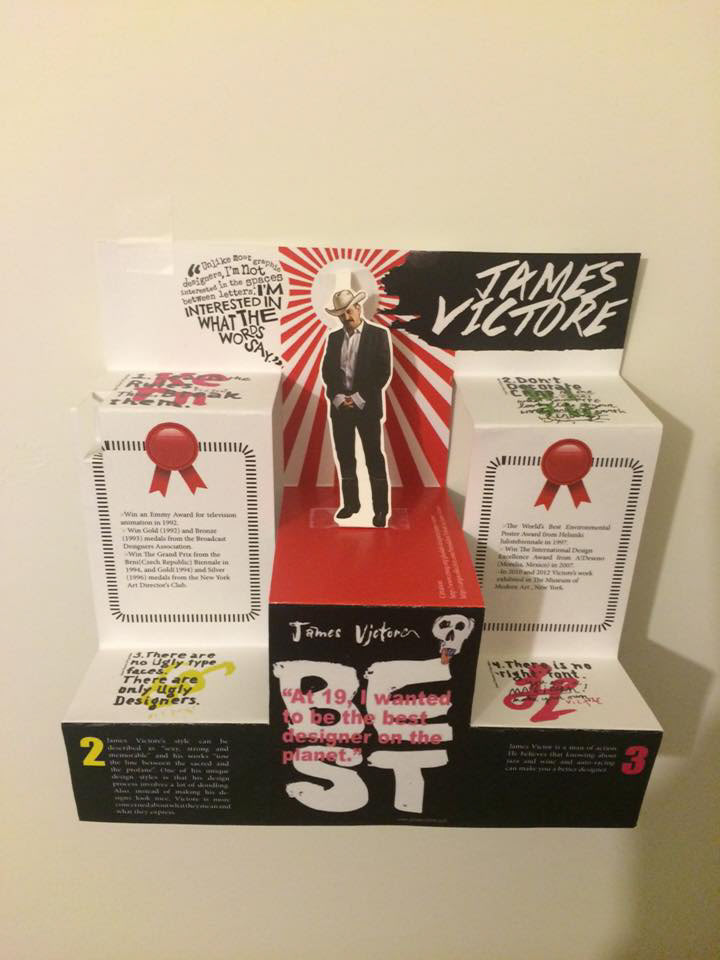 “Unlike most graphic
designers, I'm not
interested in the spaces
between letters; I'M
INTERESTED IN
WHAT THE
WORDS
SAY.”
JAMES
VICTORE
1.
Rules.
Break
them.
2. Don't
Decorate
>Win an Emmy Award for television
animation in 1992.
> Win Gold (1992) and Bronze
(1993) medals from the Broadcast
Designers Association.
>Win The Grand Prix from the
Brno(Czech Republic) Biennale in
1994, and Gold(1994) and Silver
(1996) medals from the New York
Art Director's Club.
>The World's Best Environmental
Poster Award from Helsinki
in 1997.
> Win The International Design
Excellence Award from
(Morelia, Mexico) in 2007.
>In 2010 and 2012 Victore's work
exhibited in The Museum of
Modern Art , New York.
Citation
James Victore
BEST
“At 19, I wanted
to be the best
designer on the
planet.”
3. There are
no ugly type
faces.
There are
only Ugly
Designers.
4. There is no
-right- font.
2
James Victore's style can be
described as "sexy, strong and
memorable" and his works "tow
the line between the sacred and
the profane". One of his unique
design styles is that his design
process involves a lot of doodling.
Also, instead of making his de-
signs look nice, Victore is more
concerned about what they mean and
what they express.
James Victor is a man of action.
He believes that knowing about
jazz and wine and auto-racing
can make you a better designer.
3